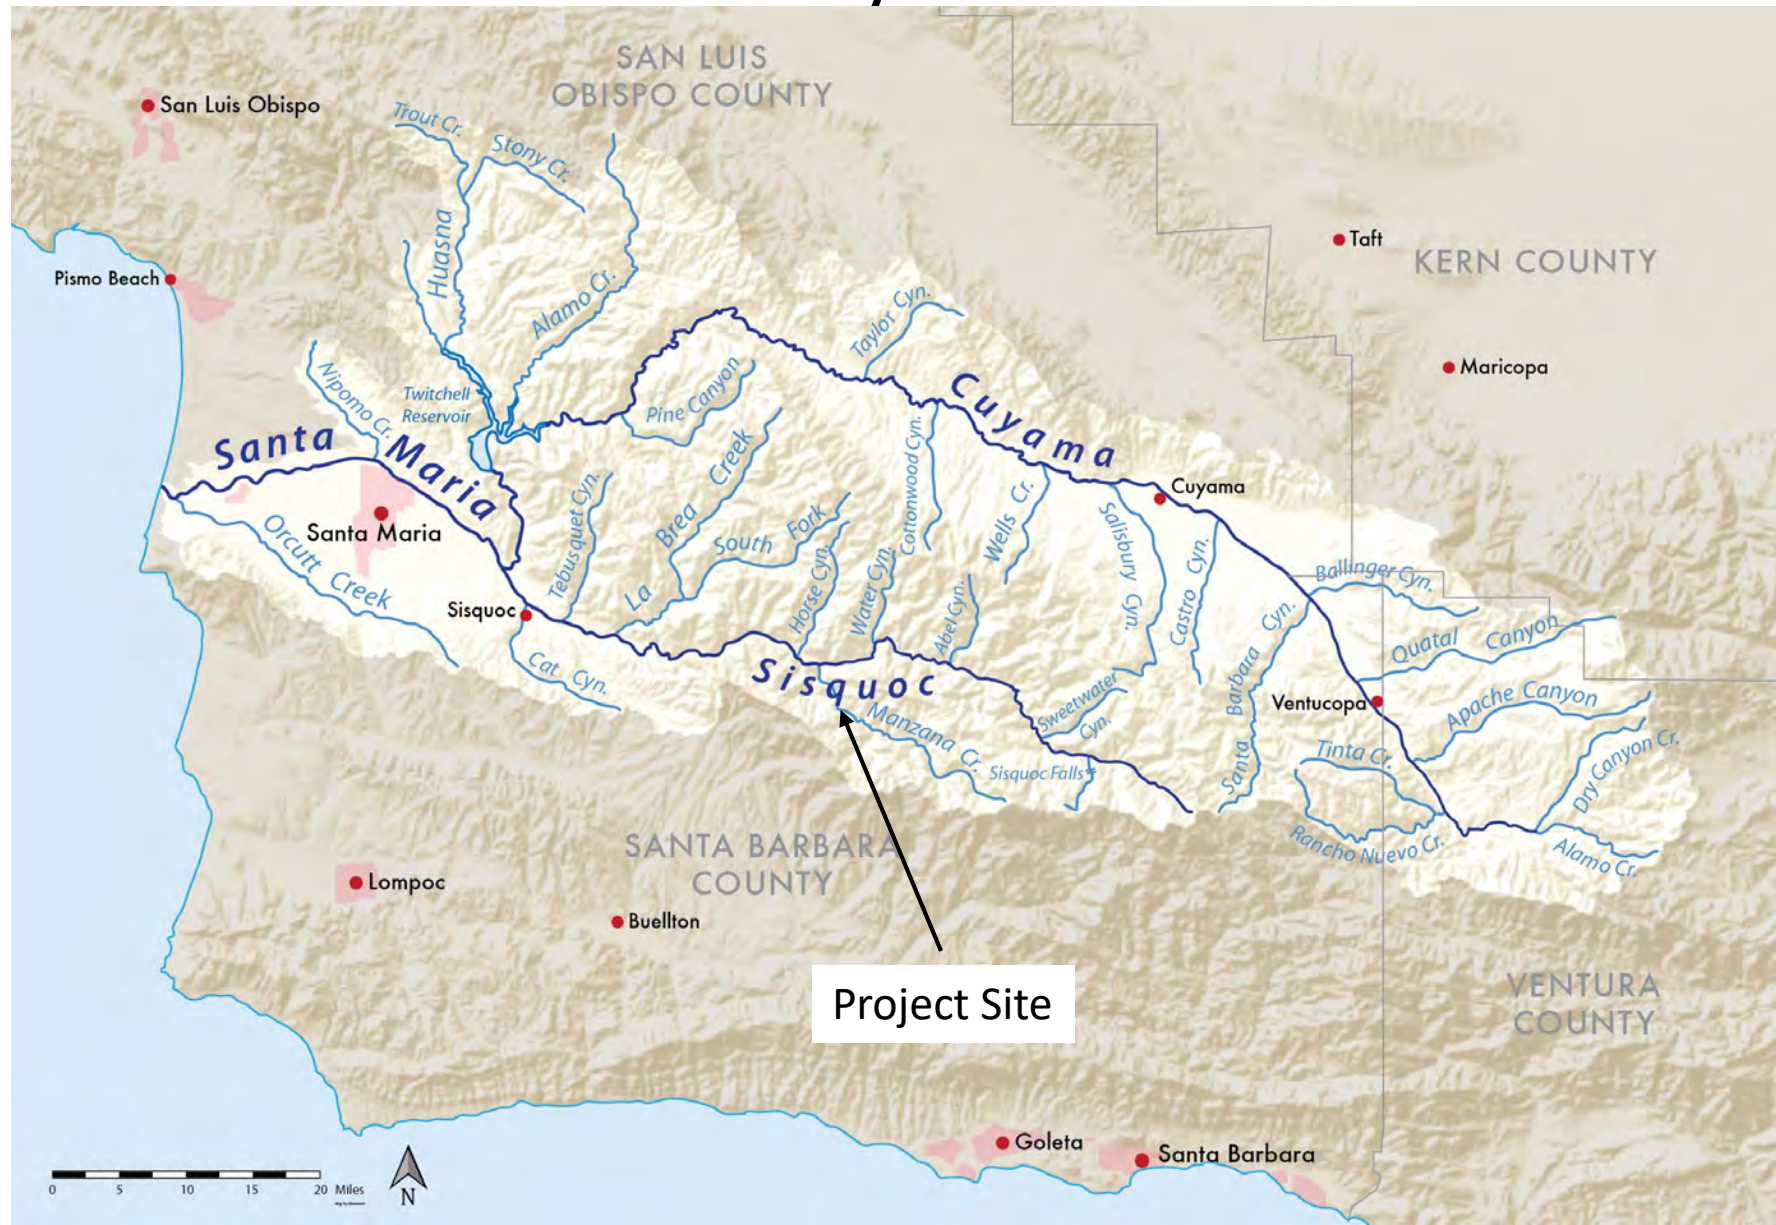 SAN LUIS
OBISPO COUNTY
San Luis Obispo
Trout Cr.
Stony Cr.
Huasna
Alamo Cr.
Taft
KERN COUNTY
Pismo Beach
Taylor Cyn.
Maricopa
Nipomo Cr.
Twitchell
Reservoir
Pine Canyon
Cuyama
Santa
Maria
Cottonwood Cyn.
Wells Cr.
Cuyama
Santa Maria
Orcutt Creek
Tebusquet Cyn.
La Brea Creek
South Fork
Horse Cyn.
Water Cyn.
Abel Cyn.
Salisbury Cyn.
Castro Cyn.
Ballinger Cyn.
Sisquoc
Cat Cyn.
Sisquoc
Quatal Canyon
Santa Barbara Cyn.
Ventucopa
Apache Canyon
Sweetwater
Cyn.
Manzana Cr.
Sisquoc Falls
Tinta Cr.
Dry Canyon Cr.
Rancho Nuevo Cr.
Alamo Cr.
SANTA BARBARA
COUNTY
Lompoc
Buellton
Project Site
VENTURA
COUNTY
Goleta
Santa Barbara
0 5 10 15 20 Miles
N